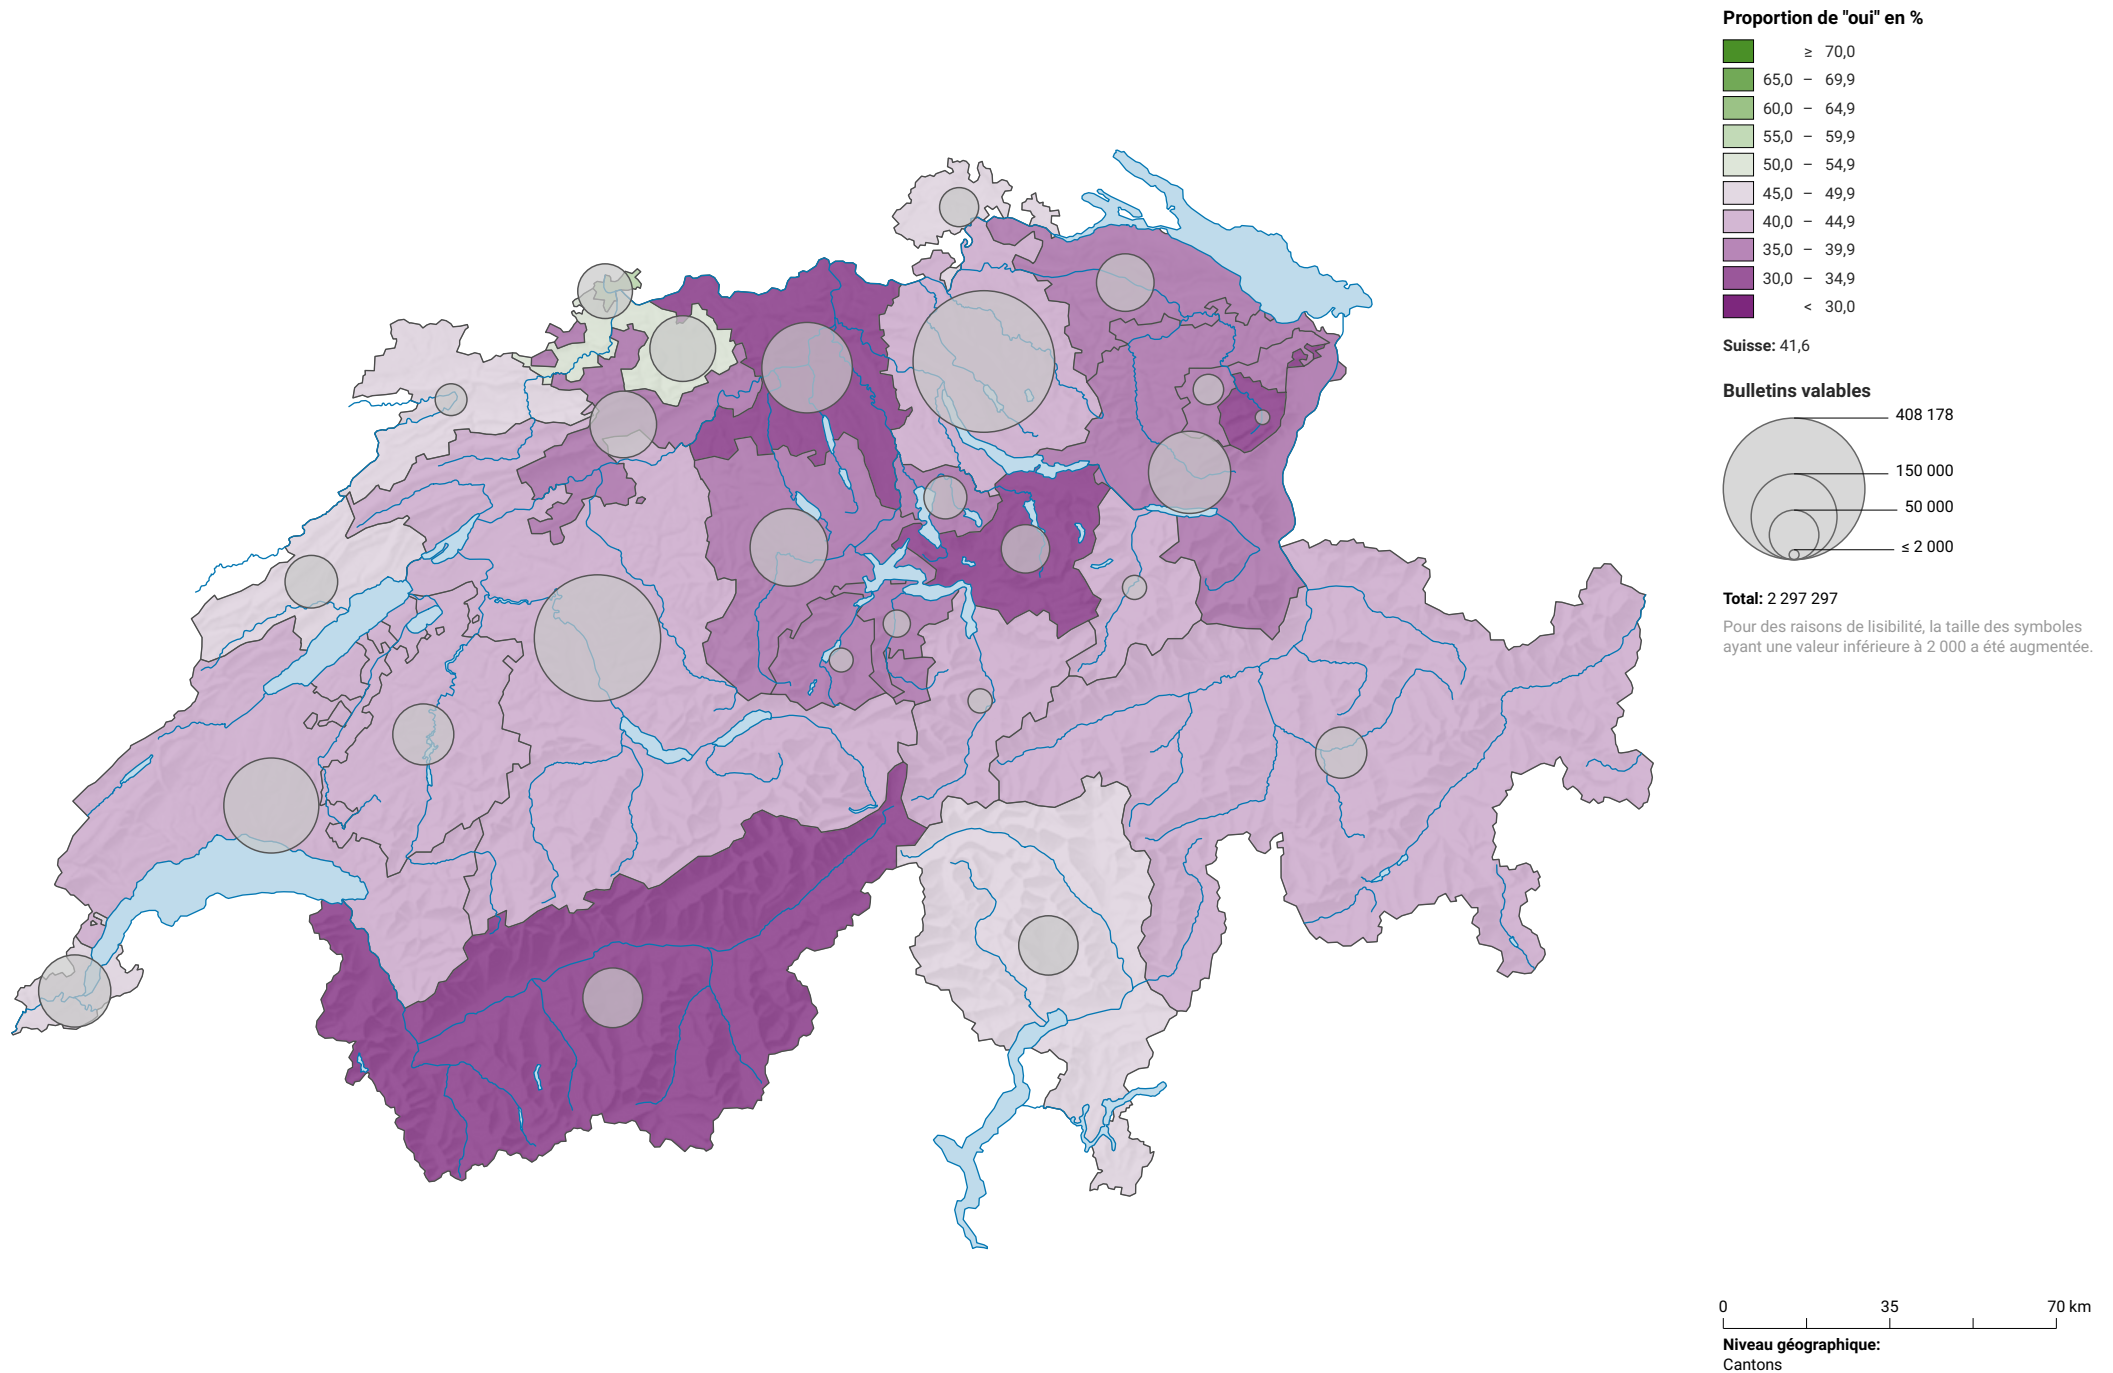 Proportion de "oui" en %
≥ 70,0
65,0 – 69,9
60,0 – 64,9
55,0 – 59,9
50,0 – 54,9
45,0 – 49,9
40,0 – 44,9
35,0 – 39,9
30,0 – 34,9
< 30,0
Suisse: 41,6
Bulletins valables
408 178
150 000
50 000
≤ 2 000
Total: 2 297 297
Pour des raisons de lisibilité, la taille des symboles
ayant une valeur inférieure à 2 000 a été augmentée.
0 35 70 km
Niveau géographique:
Cantons